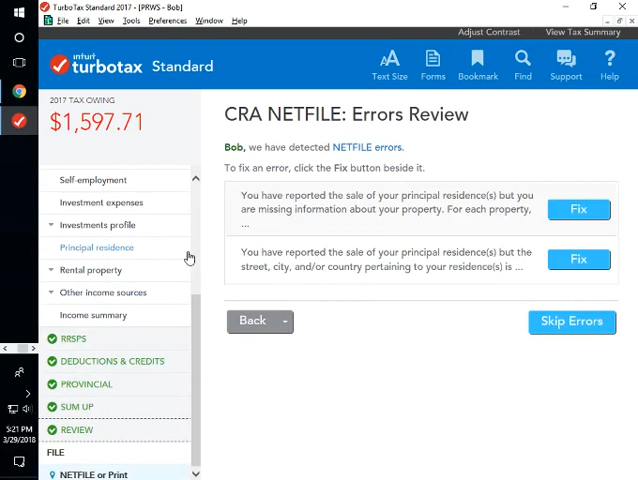 TurboTax Standard 2017 - [PRWS - Bob]
File Edit View Tools Preferences Window Help
Adjust Contrast View Tax Summary
intuit
turbotax Standard
Text Size Forms Bookmark Find Support Help
2017 TAX OWING
$1,597.71
Self-employment
Investment expenses
Investments profile
Principal residence
Rental property
Other income sources
Income summary
RRSPS
DEDUCTIONS & CREDITS
PROVINCIAL
SUM UP
REVIEW
FILE
NETFILE or Print
CRA NETFILE: Errors Review
Bob, we have detected NETFILE errors.
To fix an error, click the Fix button beside it.
You have reported the sale of your principal residence(s) but you
are missing information about your property. For each property,
...
Fix
You have reported the sale of your principal residence(s) but the
street, city, and/or country pertaining to your residence(s) is ...
Fix
Back
Skip Errors
5:21 PM
3/29/2018